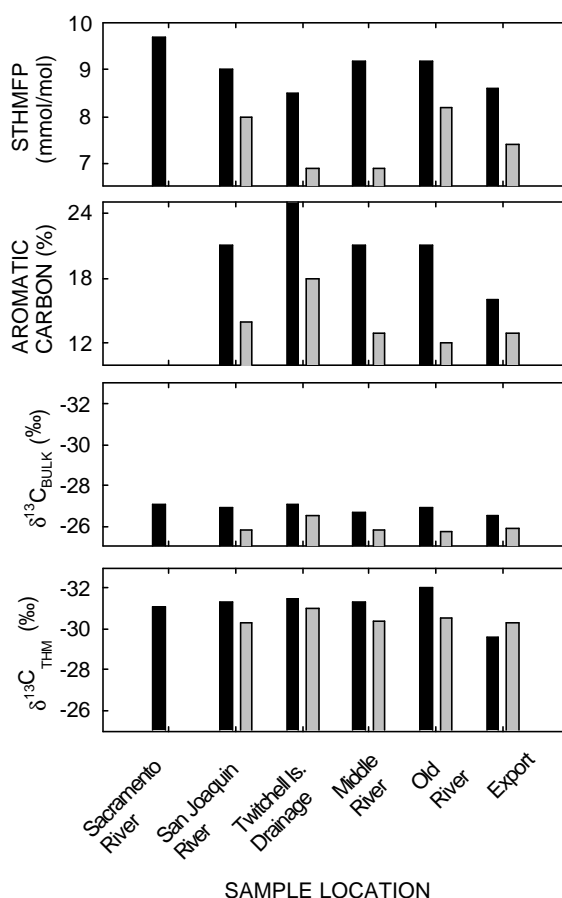 STHMFP
(mmol/mol)
10
9
8
7
AROMATIC
CARBON (%)
24
18
12
δ13CBULK (‰)
-32
-30
-28
-26
δ13CTHM (‰)
-32
-30
-28
-26
Sacramento
River
San Joaquin
River
Twitchell Is.
Drainage
Middle
River
Old
River
Export
SAMPLE LOCATION